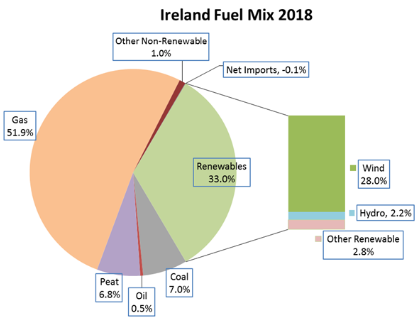 Ireland Fuel Mix 2018
Other Non-Renewable
1.0%
Net Imports, -0.1%
Gas
51.9%
Renewables
33.0%
Wind
28.0%
Hydro, 2.2%
Other Renewable
2.8%
Coal
7.0%
Peat
6.8%
Oil
0.5%